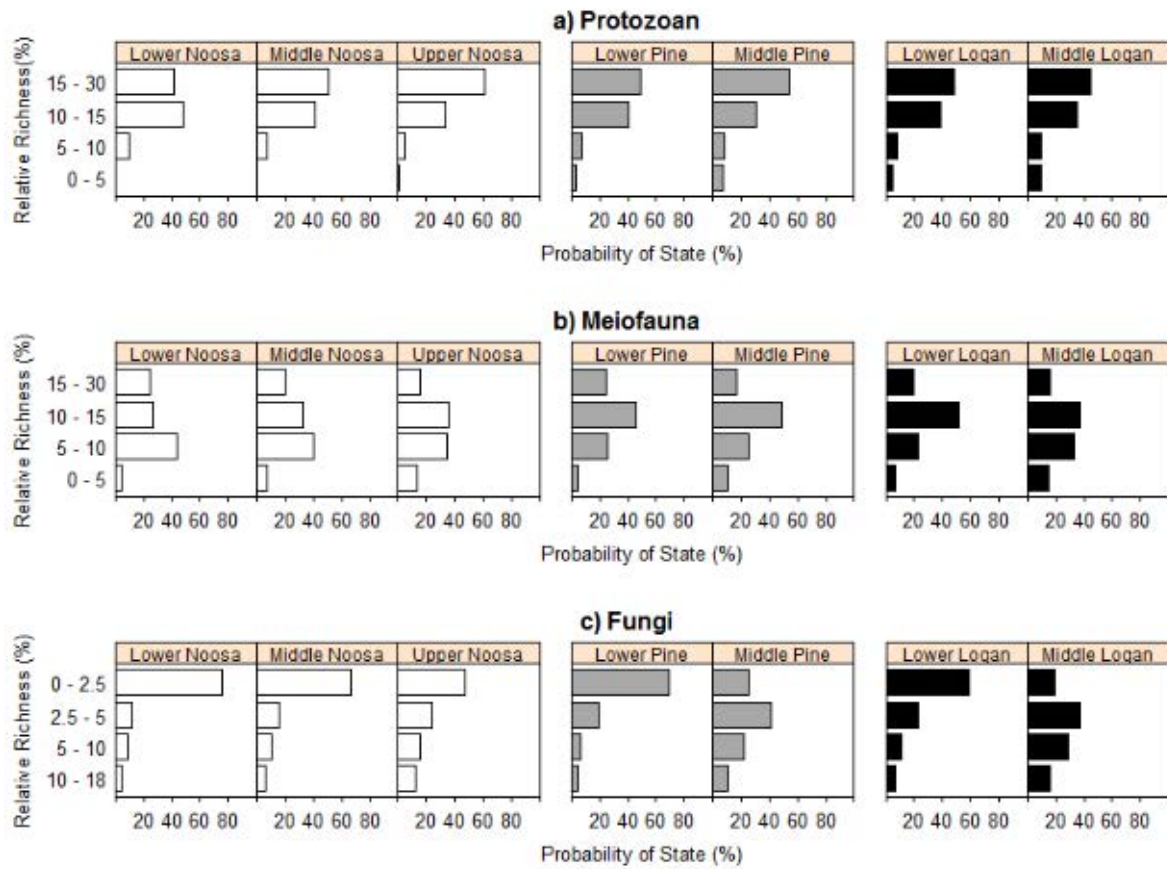 a) Protozoan
Relative Richness(%)
Lower Noosa Middle Noosa Upper Noosa Lower Pine Middle Pine Lower Logan Middle Logan
15 - 30
10 - 15
5 - 10
0 - 5
20 40 60 80 20 40 60 80 20 40 60 80 20 40 60 80 20 40 60 80 20 40 60 80 20 40 60 80
Probability of State (%)
b) Meiofauna
Relative Richness (%)
Lower Noosa Middle Noosa Upper Noosa Lower Pine Middle Pine Lower Logan Middle Logan
15 - 30
10 - 15
5 - 10
0 - 5
20 40 60 80 20 40 60 80 20 40 60 80 20 40 60 80 20 40 60 80 20 40 60 80 20 40 60 80
Probability of State (%)
c) Fungi
Relative Richness (%)
Lower Noosa Middle Noosa Upper Noosa Lower Pine Middle Pine Lower Logan Middle Logan
0 - 2.5
2.5 - 5
5 - 10
10 - 18
20 40 60 80 20 40 60 80 20 40 60 80 20 40 60 80 20 40 60 80 20 40 60 80 20 40 60 80
Probability of State (%)